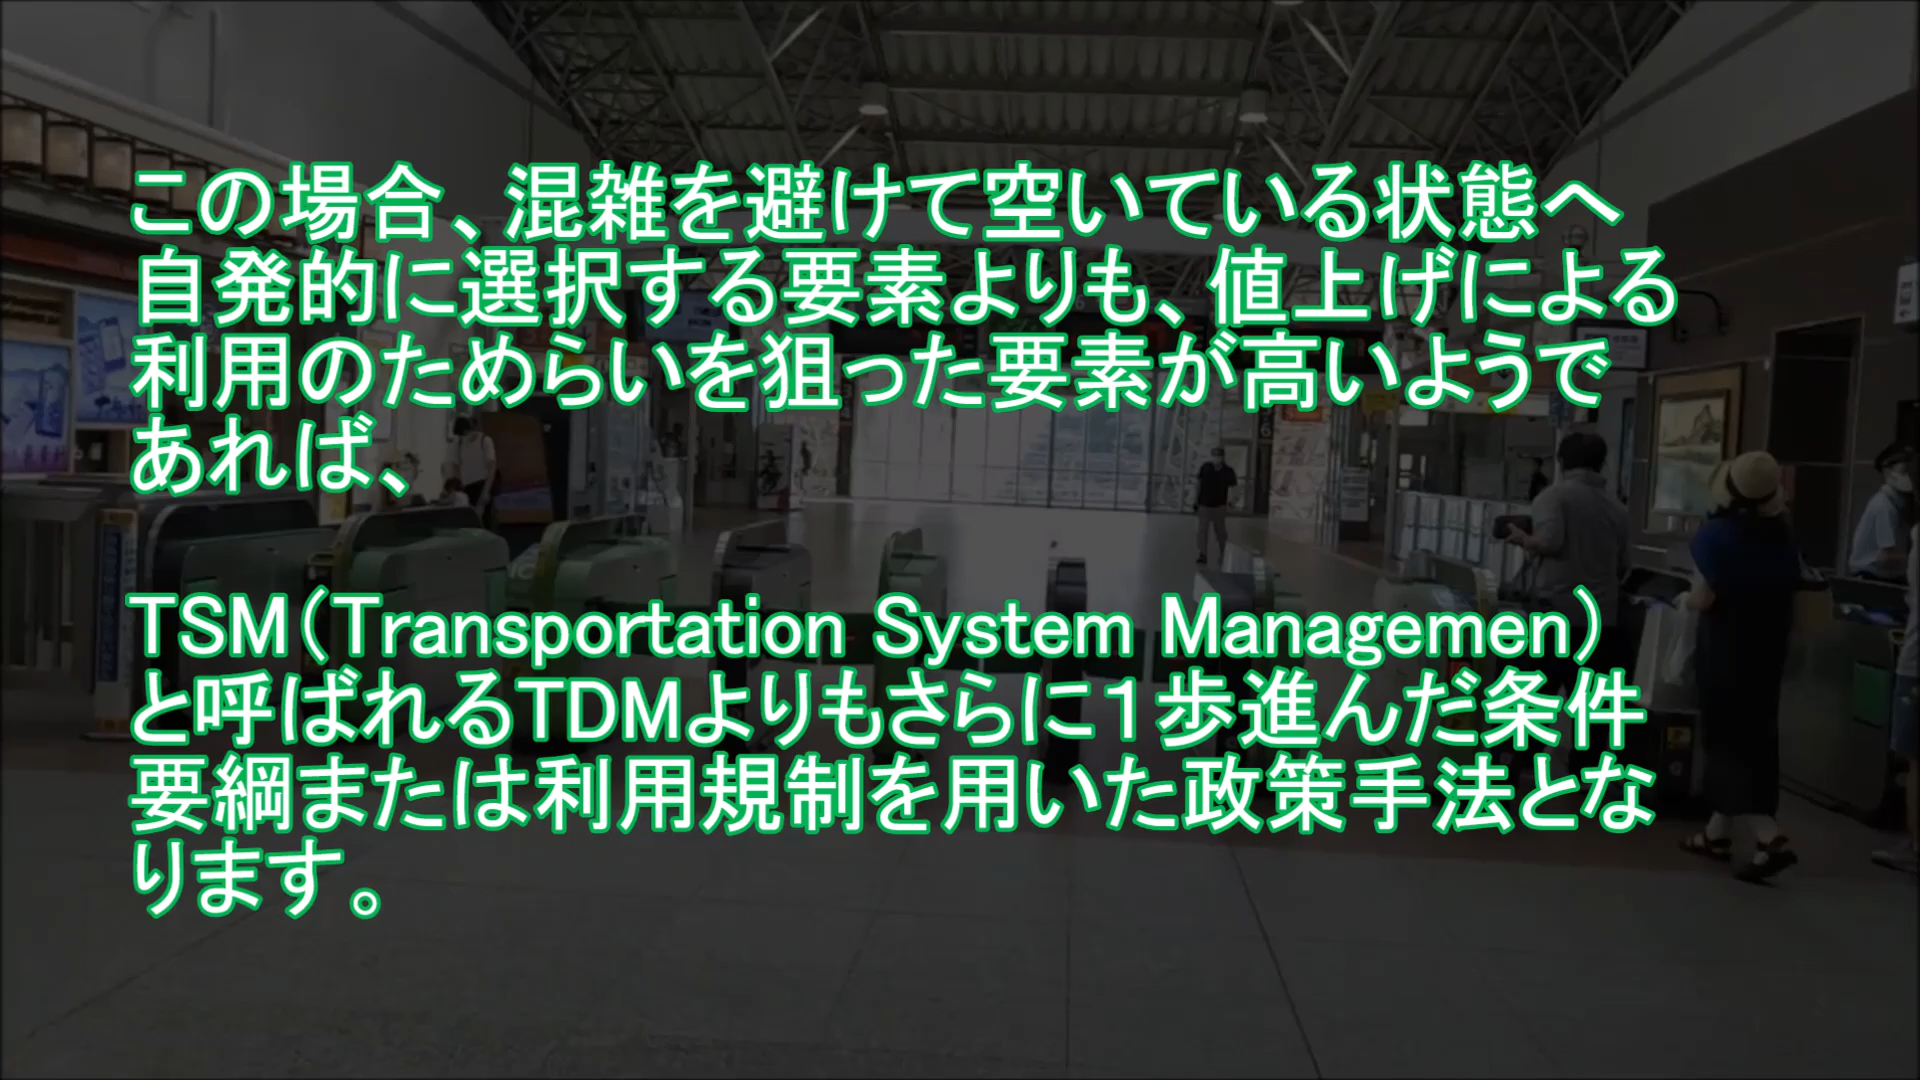 この場合、混雑を避けて空いている状態へ
自発的に選択する要素よりも、値上げによる
利用のためらいを狙った要素が高いようで
あれば、
TSM（Transportation System Managemen）
と呼ばれるTDMよりもさらに１歩進んだ条件
要綱または利用規制を用いた政策手法とな
ります。